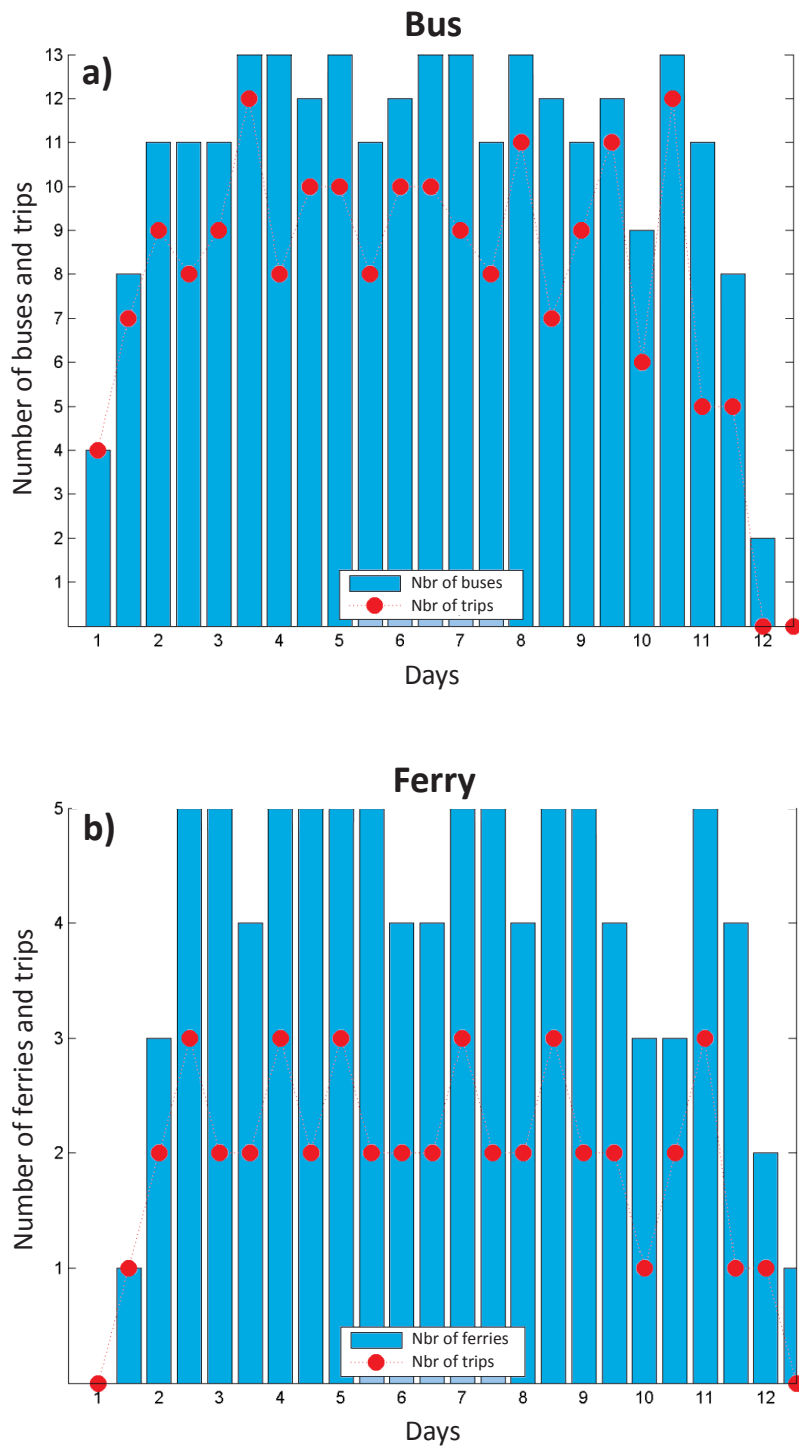 Bus
a)
Number of buses and trips
13
12
11
10
9
8
7
6
5
4
3
2
1
Nbr of buses
Nbr of trips
1 2 3 4 5 6 7 8 9 10 11 12
Days
Ferry
b)
Number of ferries and trips
5
4
3
2
1
Nbr of ferries
Nbr of trips
1 2 3 4 5 6 7 8 9 10 11 12
Days